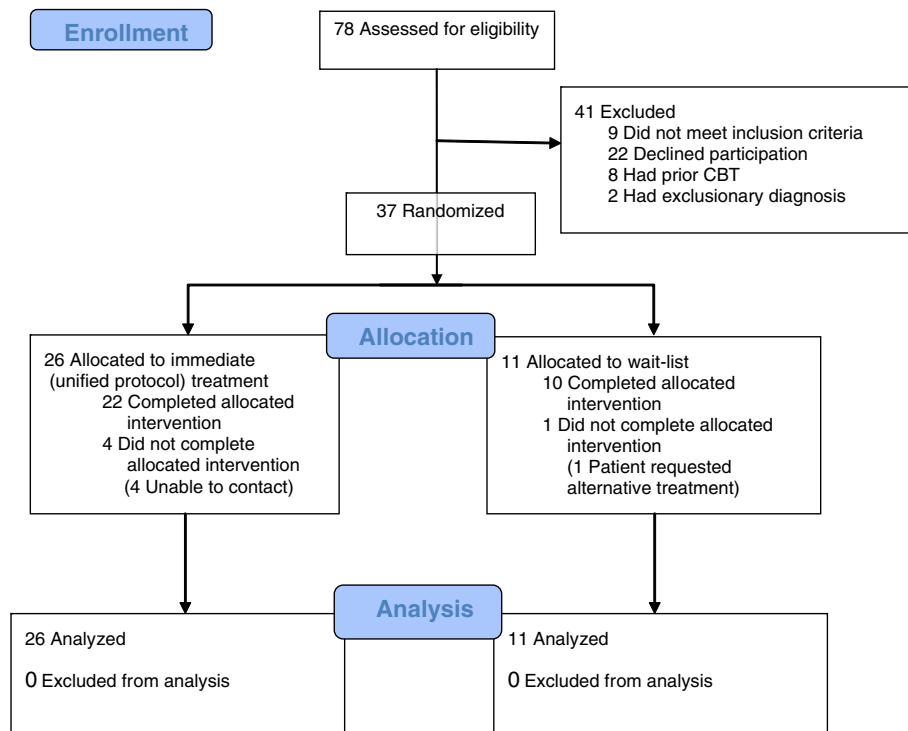 Enrollment
78 Assessed for eligibility
41 Excluded
9 Did not meet inclusion criteria
22 Declined participation
8 Had prior CBT
2 Had exclusionary diagnosis
37 Randomized
Allocation
26 Allocated to immediate
(unified protocol) treatment
22 Completed allocated
intervention
4 Did not complete
allocated intervention
(4 Unable to contact)
11 Allocated to wait-list
10 Completed allocated
intervention
1 Did not complete allocated
intervention
(1 Patient requested
alternative treatment)
Analysis
26 Analyzed
0 Excluded from analysis
11 Analyzed
0 Excluded from analysis